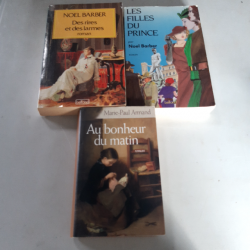 NOEL BARBER
Des rires
et des larmes
roman
LES FILLES
DU PRINCE
Noel Barber
Marie-Paul Armand
Au bonheur
du matin